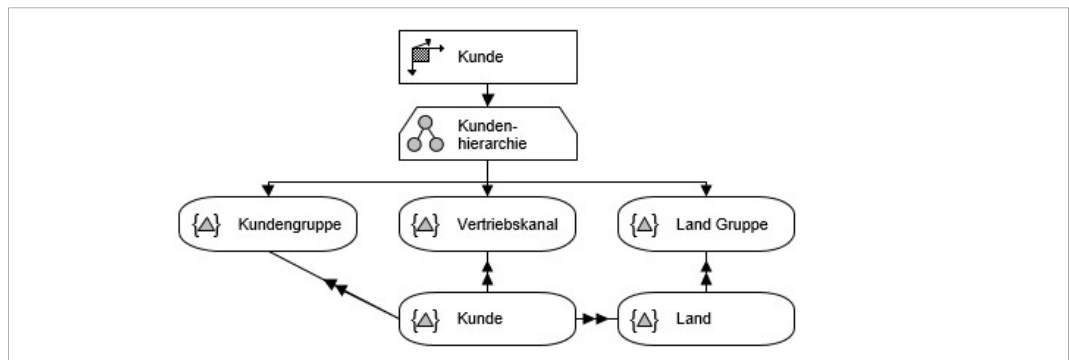 Kunde
Kunden-
hierarchie
Kundengruppe
Vertriebskanal
Land Gruppe
Kunde
Land